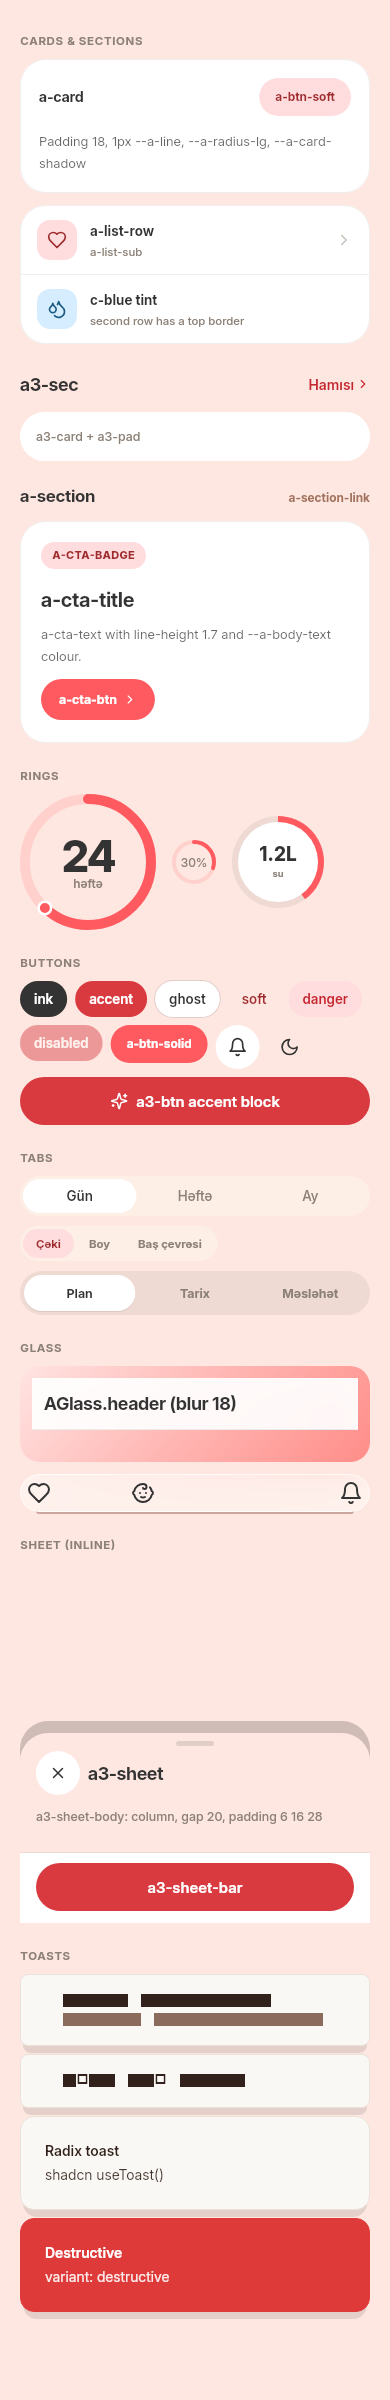 CARDS & SECTIONS
a-card
a-btn-soft
Padding 18, 1px --a-line, --a-radius-lg, --a-card-
shadow
a-list-row
a-list-sub
c-blue tint
second row has a top border
a3-sec
Hamısı
a3-card + a3-pad
a-section
a-section-link
A-CTA-BADGE
a-cta-title
a-cta-text with line-height 1.7 and --a-body-text
colour.
a-cta-btn
RINGS
24
həftə
30%
1.2L
su
BUTTONS
ink
accent
ghost
soft
danger
disabled
a-btn-solid
a3-btn accent block
TABS
Gün
Həftə
Ay
Çəki
Boy
Baş çevrəsi
Plan
Tarix
Məsləhət
GLASS
AGlass.header (blur 18)
SHEET (INLINE)
a3-sheet
a3-sheet-body: column, gap 20, padding 6 16 28
a3-sheet-bar
TOASTS
Radix toast
shadcn useToast()
Destructive
variant: destructive